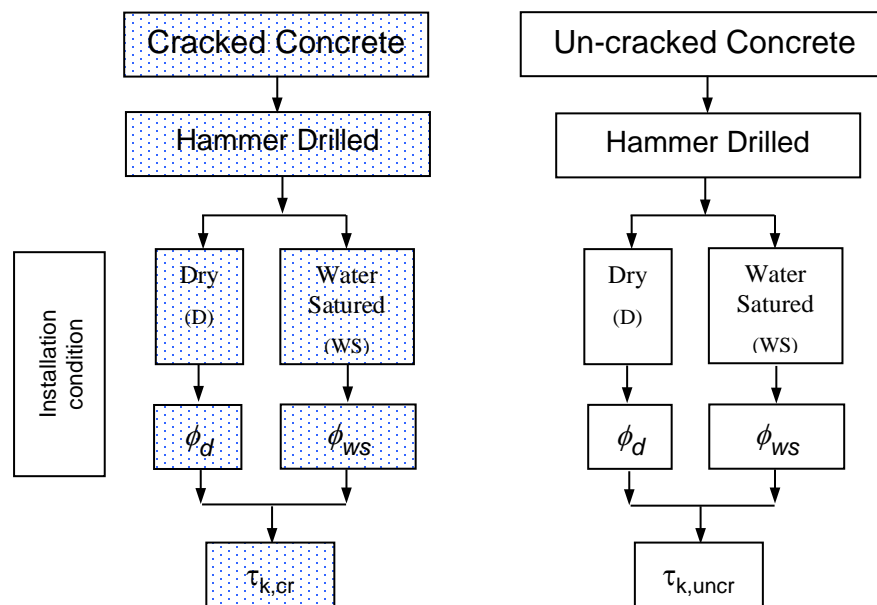 Cracked Concrete
Un-cracked Concrete
Hammer Drilled
Hammer Drilled
Installation
condition
Dry
(D)
Water
Satured
(WS)
Dry
(D)
Water
Satured
(WS)
ϕd
ϕws
ϕd
ϕws
τk,cr
τk,uncr